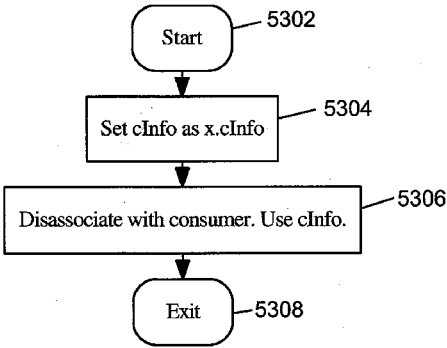 Start
5302
Set cInfo as x.cInfo
5304
Disassociate with consumer. Use cInfo.
5306
Exit
5308